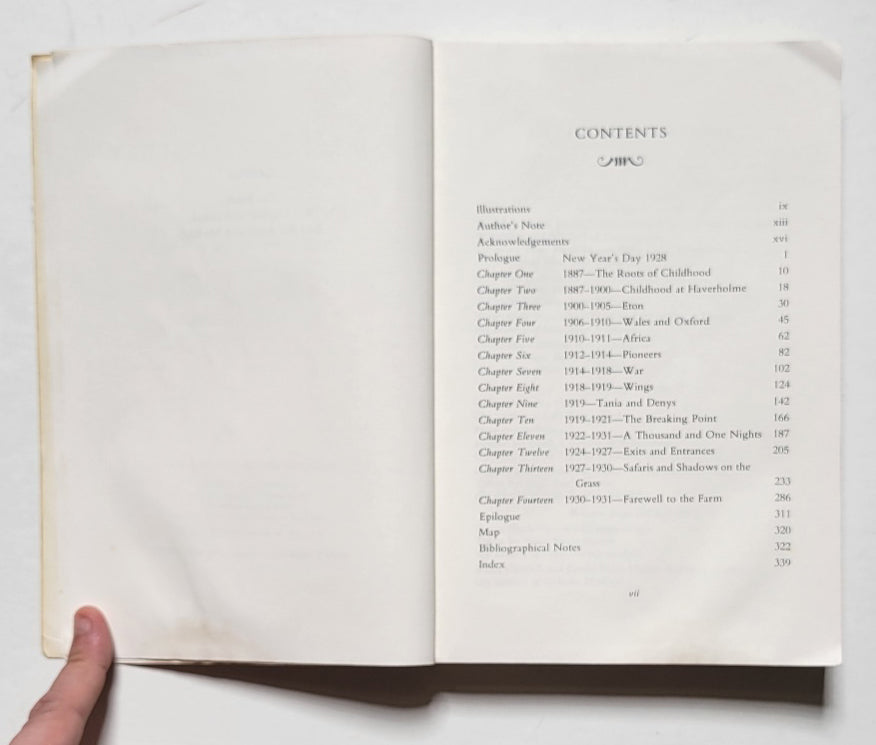 CONTENTS
Illustrations ix
Author's Note xiii
Acknowledgements xvi
Prologue New Year's Day 1928 1
Chapter One 1887—The Roots of Childhood 10
Chapter Two 1887–1900—Childhood at Haverholme 18
Chapter Three 1900–1905—Eton 30
Chapter Four 1906–1910—Wales and Oxford 45
Chapter Five 1910–1911—Africa 62
Chapter Six 1912–1914—Pioneers 82
Chapter Seven 1914–1918—War 102
Chapter Eight 1918–1919—Wings 124
Chapter Nine 1919—Tania and Denys 142
Chapter Ten 1919–1921—The Breaking Point 166
Chapter Eleven 1922–1931—A Thousand and One Nights 187
Chapter Twelve 1924–1927—Exits and Entrances 205
Chapter Thirteen 1927–1930—Safaris and Shadows on the
Grass 233
Chapter Fourteen 1930–1931—Farewell to the Farm 286
Epilogue 311
Map 320
Bibliographical Notes 322
Index 339
vii